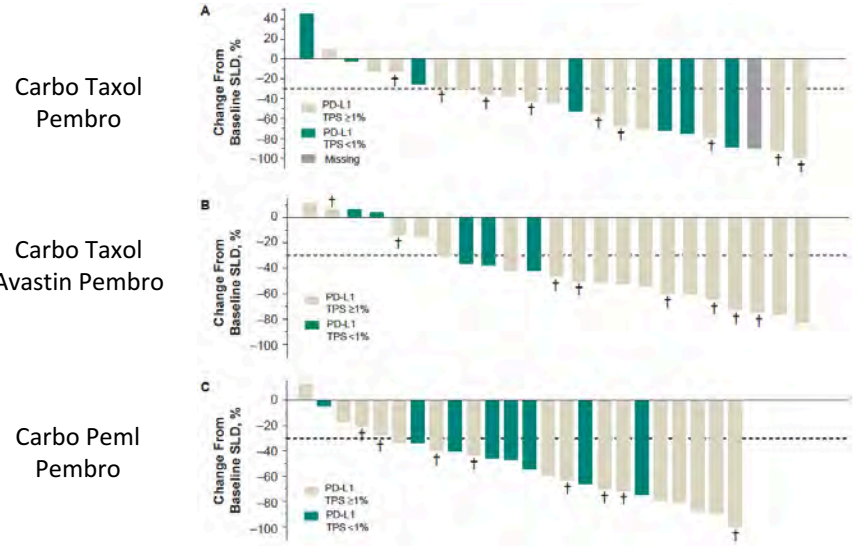 Carbo Taxol
Pembro
A
Change From
Baseline SLD, %
40
20
0
−20
−40
−60
−80
−100
†
†
†
†
†
†
†
†
†
PD-L1
TPS ≥1%
PD-L1
TPS <1%
Missing
Carbo Taxol
Avastin Pembro
B
Change From
Baseline SLD, %
0
−20
−40
−60
−80
−100
†
†
†
†
†
†
†
†
PD-L1
TPS ≥1%
PD-L1
TPS <1%
Carbo Peml
Pembro
C
Change From
Baseline SLD, %
0
−20
−40
−60
−80
−100
†
†
†
†
†
†
†
†
PD-L1
TPS ≥1%
PD-L1
TPS <1%